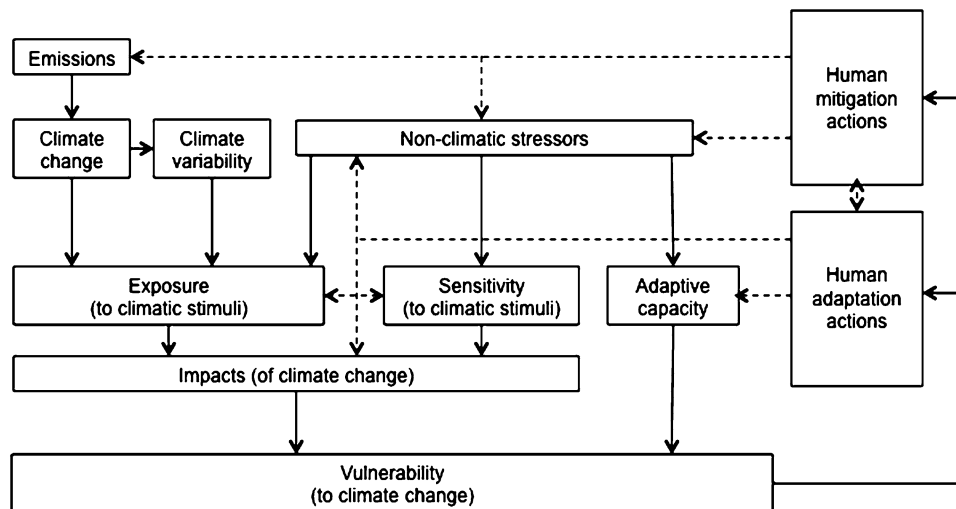 Emissions
Human
mitigation
actions
Climate
change
Climate
variability
Non-climatic stressors
Exposure
(to climatic stimuli)
Sensitivity
(to climatic stimuli)
Adaptive
capacity
Human
adaptation
actions
Impacts (of climate change)
Vulnerability
(to climate change)